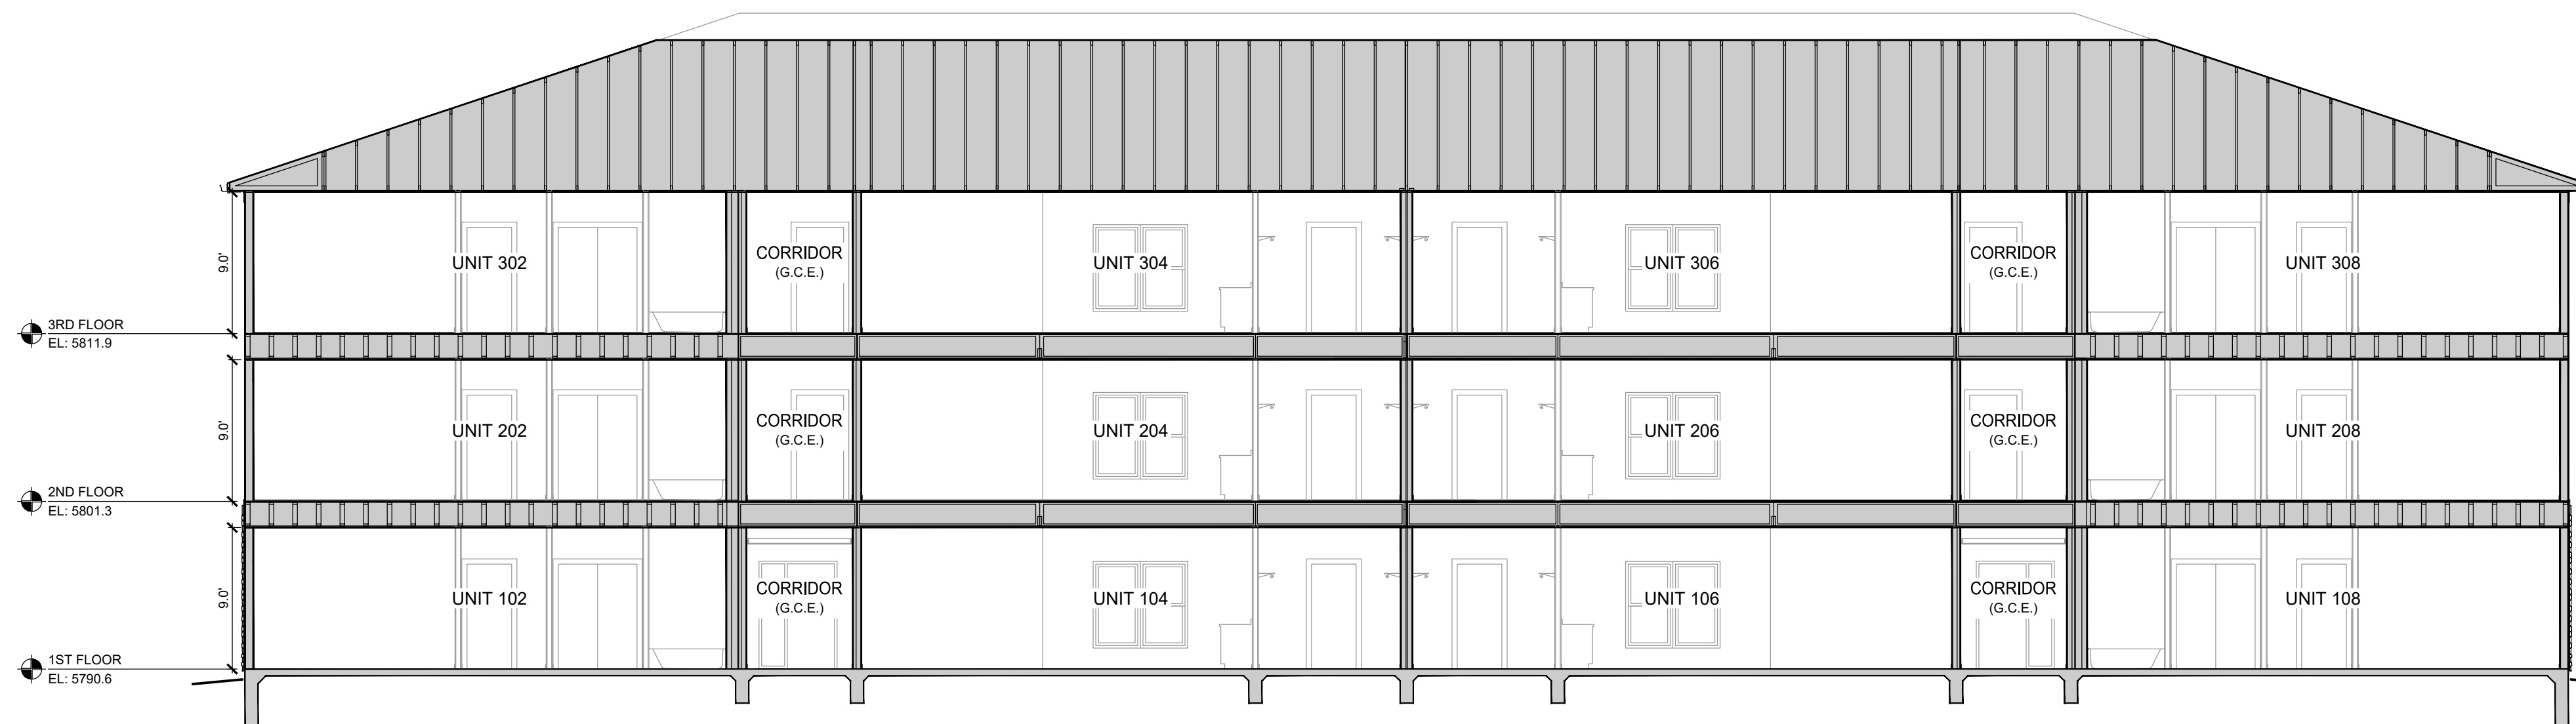 9.0'
UNIT 302
CORRIDOR
(G.C.E.)
UNIT 304
UNIT 306
CORRIDOR
(G.C.E.)
UNIT 308
3RD FLOOR
EL: 5811.9
9.0'
UNIT 202
CORRIDOR
(G.C.E.)
UNIT 204
UNIT 206
CORRIDOR
(G.C.E.)
UNIT 208
2ND FLOOR
EL: 5801.3
9.0'
UNIT 102
CORRIDOR
(G.C.E.)
UNIT 104
UNIT 106
CORRIDOR
(G.C.E.)
UNIT 108
1ST FLOOR
EL: 5790.6